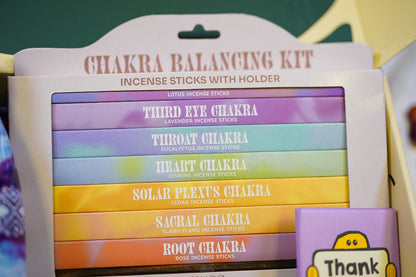 CHAKRA BALANCING KIT
INCENSE STICKS WITH HOLDER
LOTUS INCENSE STICKS
THIRD EYE CHAKRA
LAVENDER INCENSE STICKS
THROAT CHAKRA
EUCALYPTUS INCENSE STICKS
HEART CHAKRA
JASMINE INCENSE STICKS
SOLAR PLEXUS CHAKRA
CEDAR INCENSE STICKS
SACRAL CHAKRA
YLANG YLANG INCENSE STICKS
ROOT CHAKRA
ROSE INCENSE STICKS
Thank